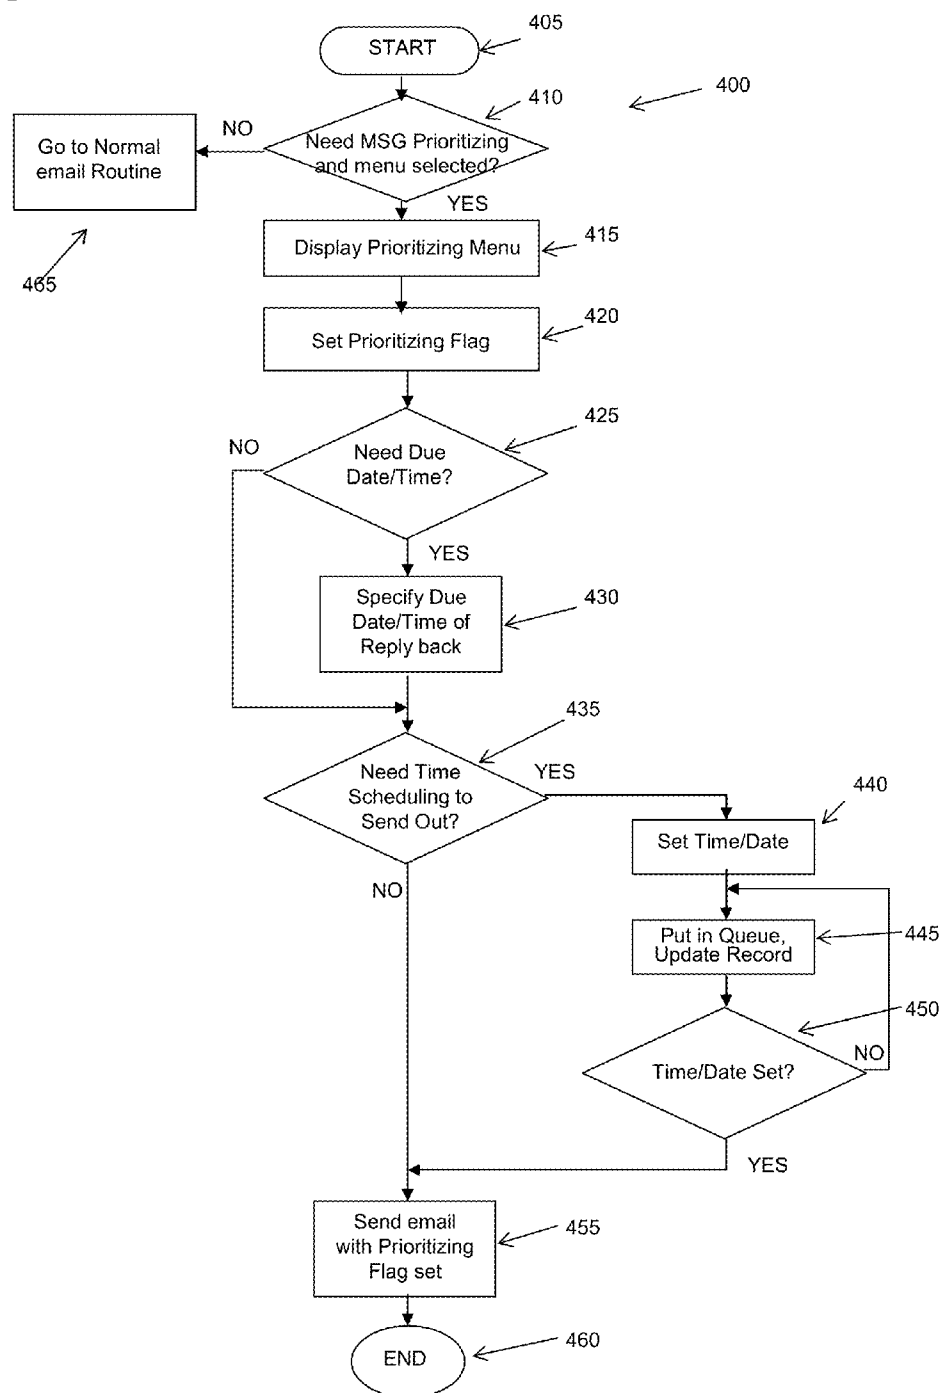 START
405
410
400
NO
Need MSG Prioritizing
and menu selected?
Go to Normal
email Routine
YES
465
Display Prioritizing Menu
415
Set Prioritizing Flag
420
425
NO
Need Due
Date/Time?
YES
Specify Due
Date/Time of
Reply back
430
435
Need Time
Scheduling to
Send Out?
YES
440
Set Time/Date
NO
Put in Queue,
Update Record
445
450
NO
Time/Date Set?
YES
Send email
with Prioritizing
Flag set
455
END
460